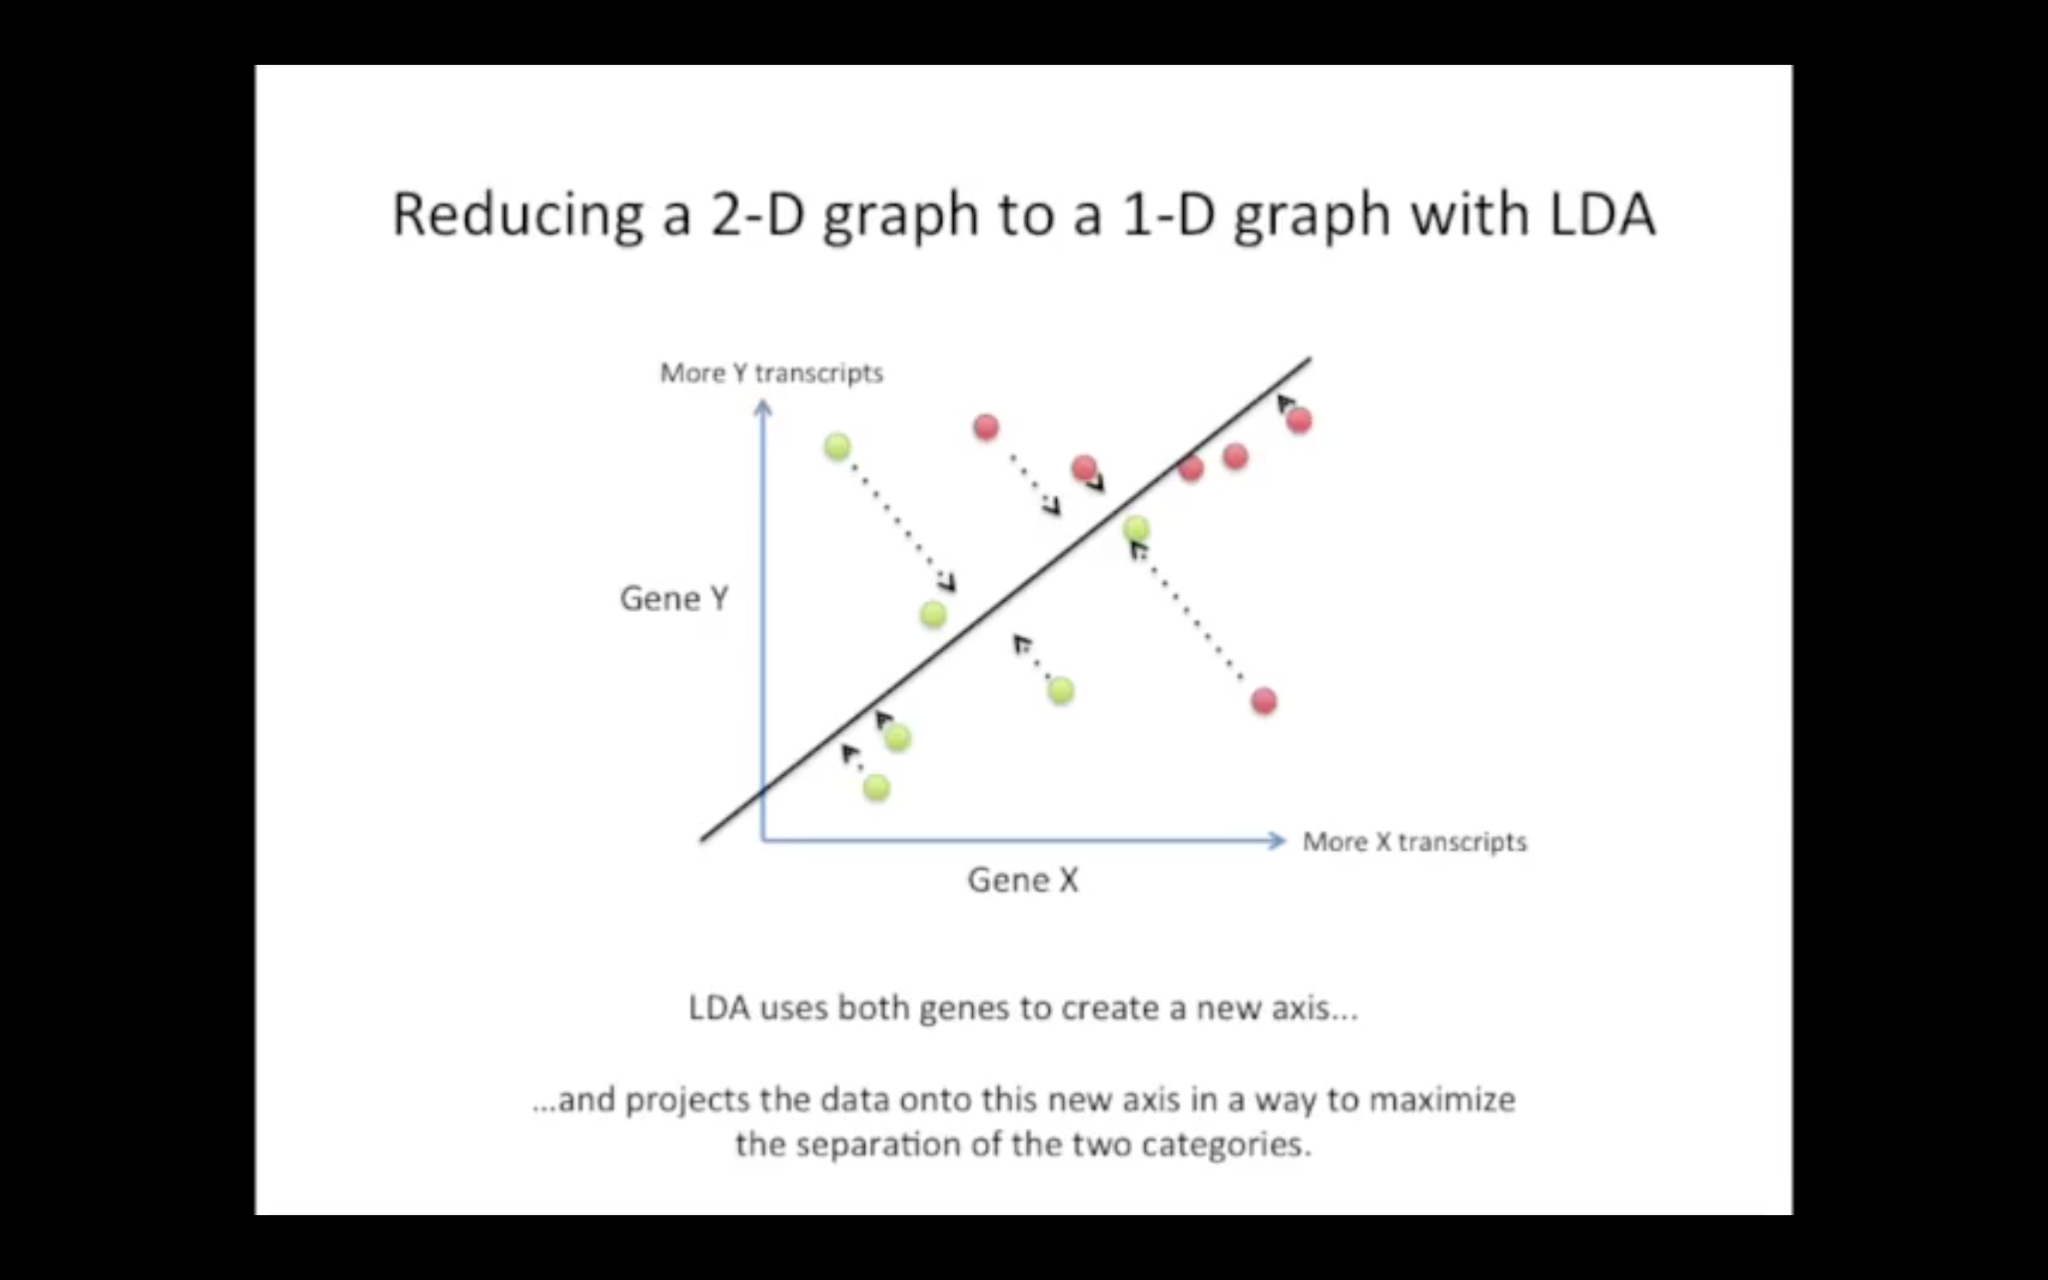 Reducing a 2-D graph to a 1-D graph with LDA
More Y transcripts
Gene Y
More X transcripts
Gene X
LDA uses both genes to create a new axis...
...and projects the data onto this new axis in a way to maximize
the separation of the two categories.